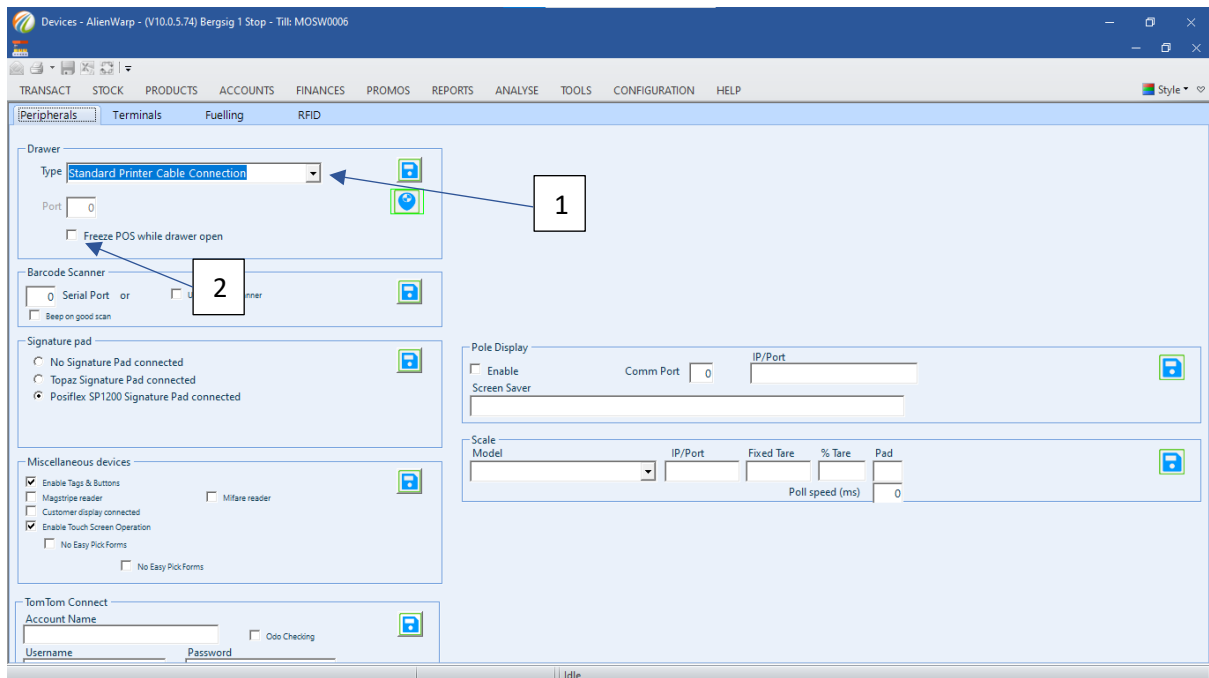 Devices - AlienWarp - (V10.0.5.74) Bergsig 1 Stop - Till: MOSW0006
TRANSACT STOCK PRODUCTS ACCOUNTS FINANCES PROMOS REPORTS ANALYSE TOOLS CONFIGURATION HELP Style
Peripherals Terminals Fuelling RFID
Drawer
Type Standard Printer Cable Connection
1
Port 0
Freeze POS while drawer open
2
Barcode Scanner
0 Serial Port or
Beep on good scan
Signature pad
No Signature Pad connected
Topaz Signature Pad connected
Posiflex SP1200 Signature Pad connected
Pole Display
Enable Comm Port 0 IP/Port
Screen Saver
Scale
Model IP/Port Fixed Tare % Tare Pad
Poll speed (ms) 0
Miscellaneous devices
Enable Tags & Buttons
Magstripe reader Mifare reader
Customer display connected
Enable Touch Screen Operation
No Easy Pick Forms
No Easy Pick Forms
TomTom Connect
Account Name
Odo Checking
Username Password
Idle